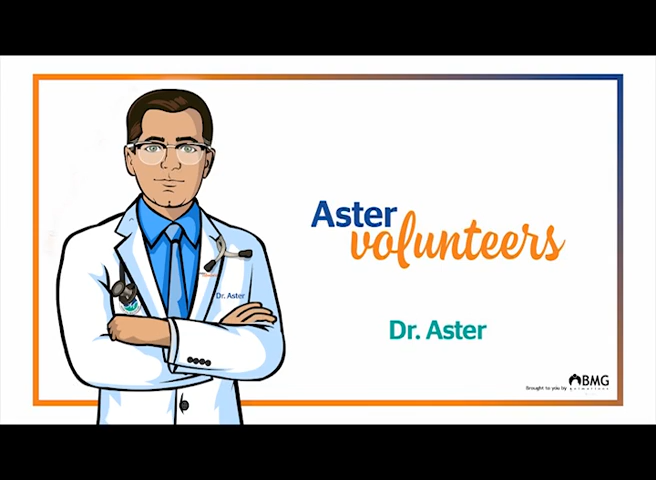 Aster
volunteers
Dr. Aster
Dr. Aster
Brought to you by BMG